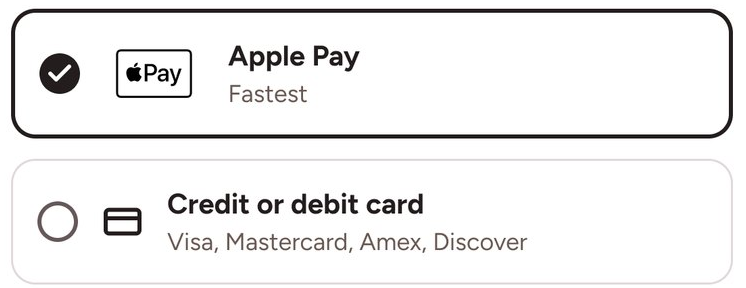 Pay
Apple Pay
Fastest
Credit or debit card
Visa, Mastercard, Amex, Discover